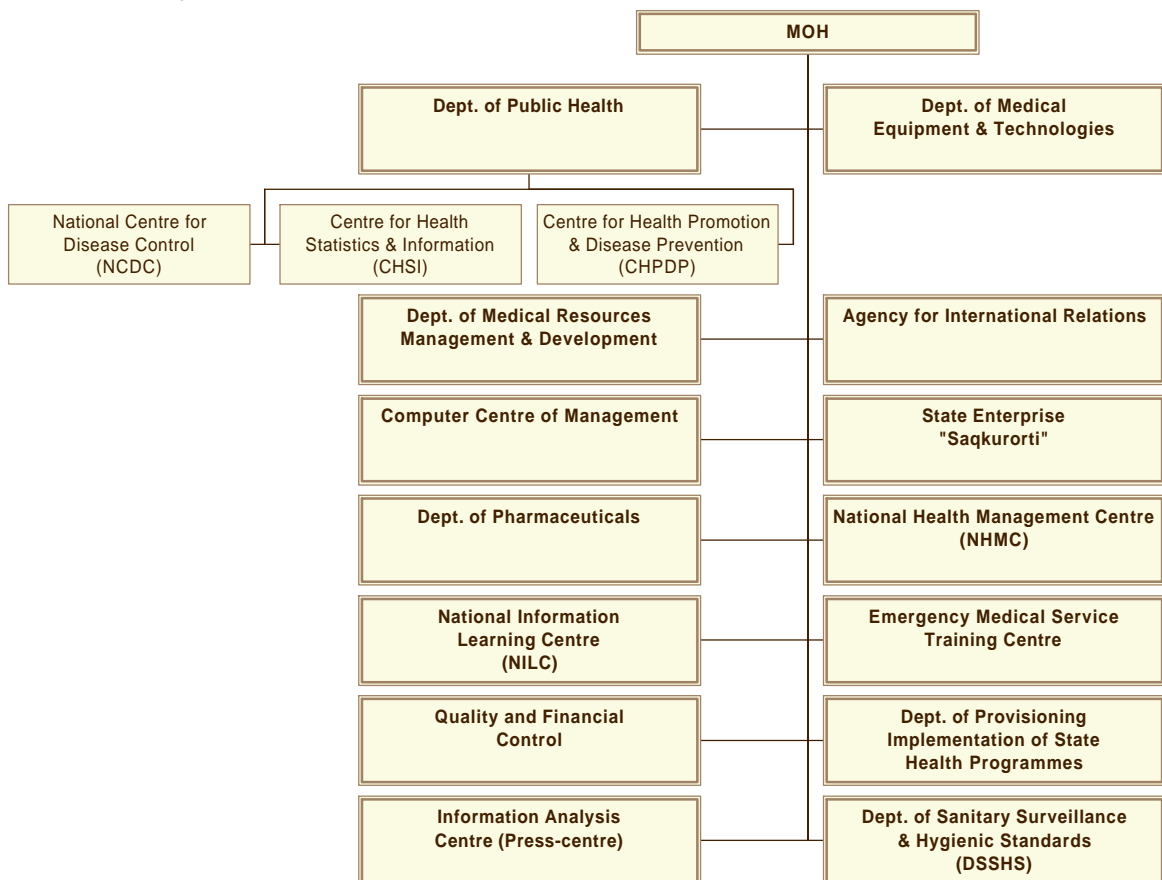 MOH
Dept. of Public Health
Dept. of Medical
Equipment & Technologies
National Centre for
Disease Control
(NCDC)
Centre for Health
Statistics & Information
(CHSI)
Centre for Health Promotion
& Disease Prevention
(CHPDP)
Dept. of Medical Resources
Management & Development
Agency for International Relations
Computer Centre of Management
State Enterprise
"Saqkurorti"
Dept. of Pharmaceuticals
National Health Management Centre
(NHMC)
National Information
Learning Centre
(NILC)
Emergency Medical Service
Training Centre
Quality and Financial
Control
Dept. of Provisioning
Implementation of State
Health Programmes
Information Analysis
Centre (Press-centre)
Dept. of Sanitary Surveillance
& Hygienic Standards
(DSSHS)